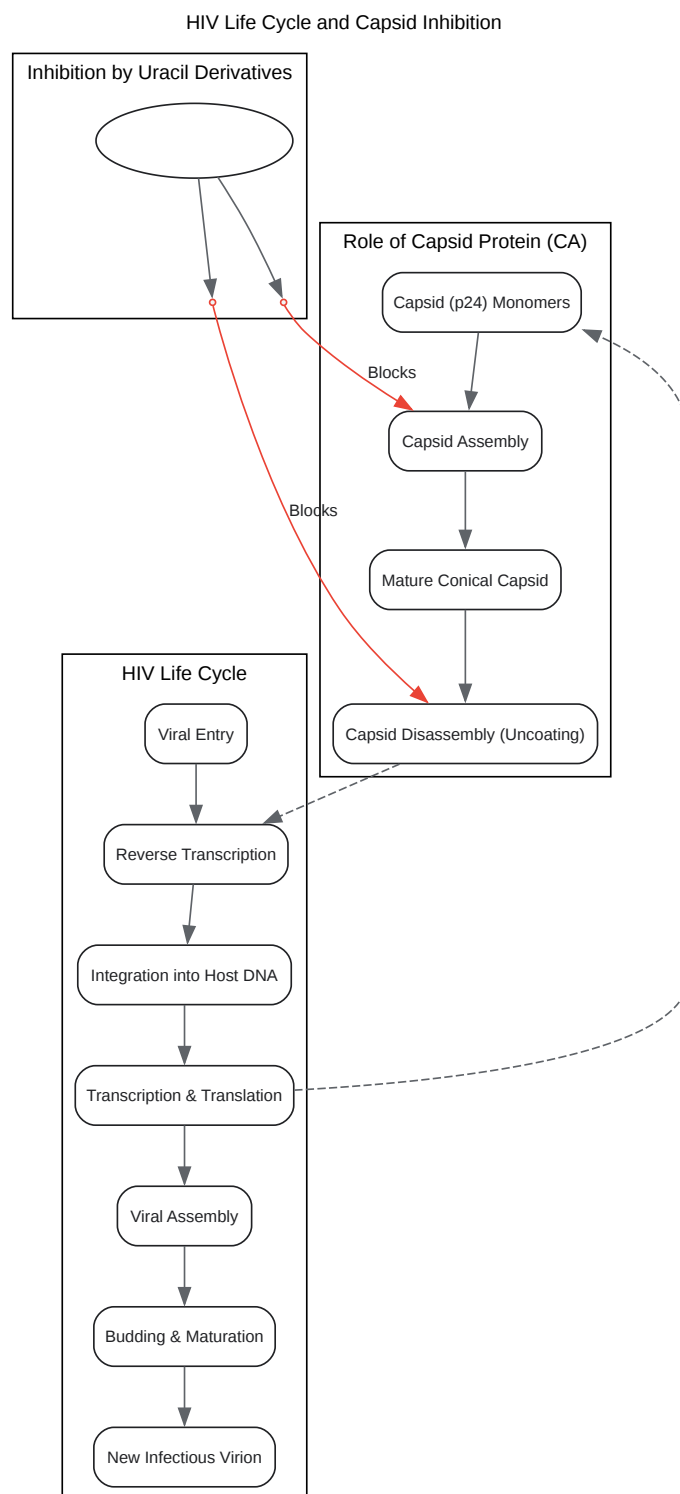 HIV Life Cycle and Capsid Inhibition
Inhibition by Uracil Derivatives
Role of Capsid Protein (CA)
Capsid (p24) Monomers
Blocks
Capsid Assembly
Blocks
Mature Conical Capsid
HIV Life Cycle
Viral Entry
Capsid Disassembly (Uncoating)
Reverse Transcription
Integration into Host DNA
Transcription & Translation
Viral Assembly
Budding & Maturation
New Infectious Virion